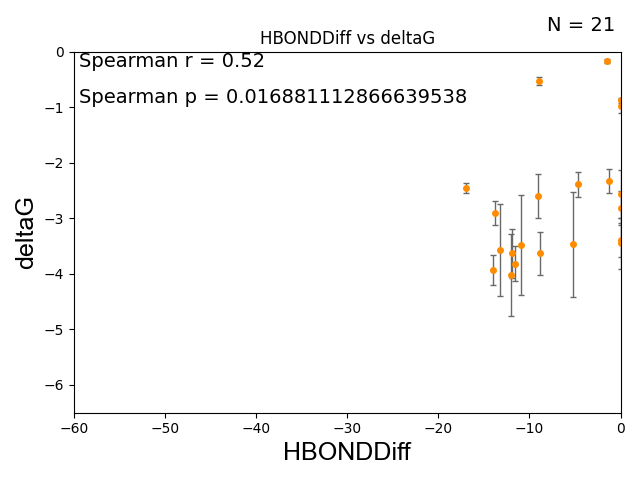 N = 21
HBONDDiff vs deltaG
Spearman r = 0.52
Spearman p = 0.016881112866639538
0
−1
−2
−3
−4
−5
−6
deltaG
−60 −50 −40 −30 −20 −10 0
HBONDDiff